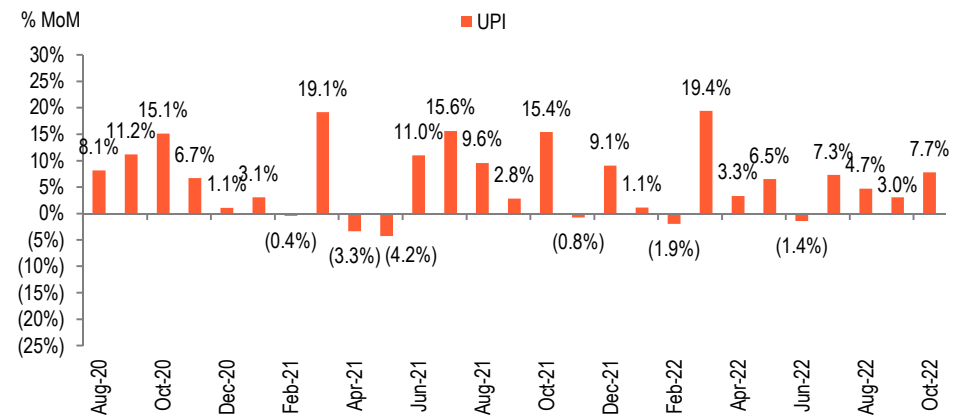 % MoM
UPI
30%
25%
20%
15%
10%
5%
0%
(5%)
(10%)
(15%)
(20%)
(25%)
8.1%
11.2%
15.1%
6.7%
1.1%
3.1%
(0.4%)
19.1%
(3.3%)
(4.2%)
11.0%
15.6%
9.6%
2.8%
15.4%
(0.8%)
9.1%
1.1%
(1.9%)
19.4%
3.3%
6.5%
(1.4%)
7.3%
4.7%
3.0%
7.7%
Aug-20
Oct-20
Dec-20
Feb-21
Apr-21
Jun-21
Aug-21
Oct-21
Dec-21
Feb-22
Apr-22
Jun-22
Aug-22
Oct-22